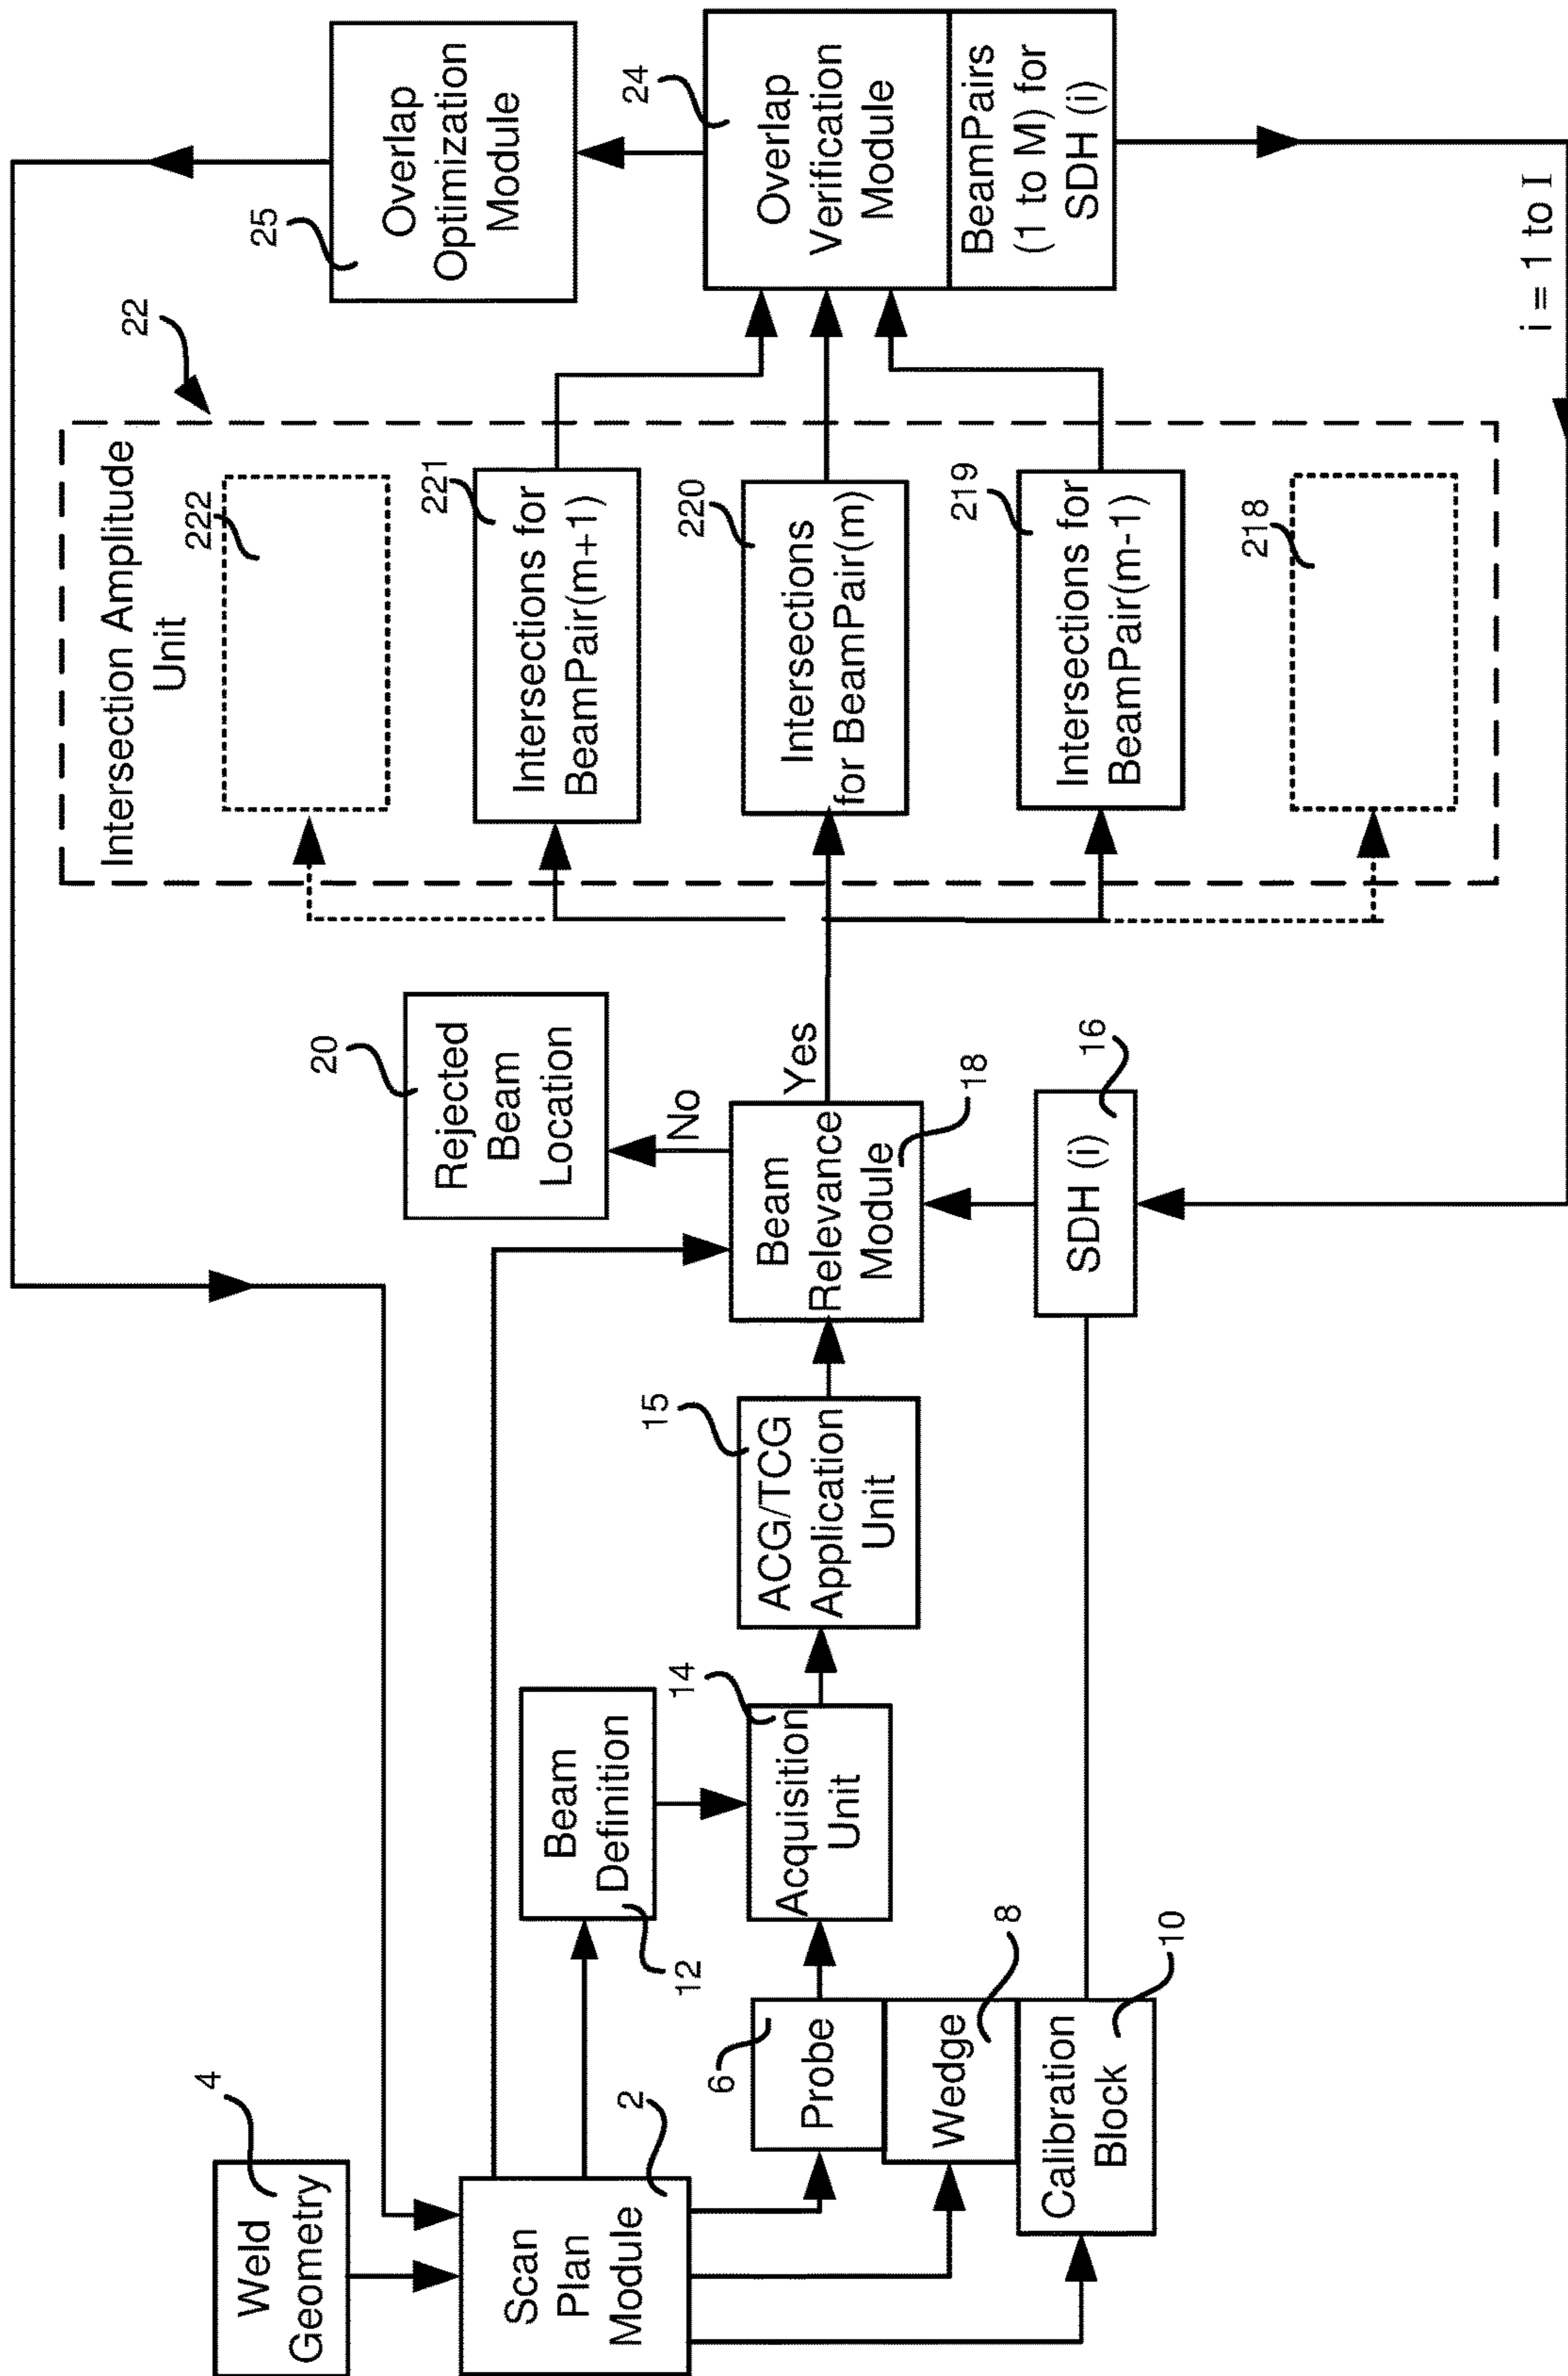 4
Weld
Geometry
2
Scan
Plan
Module
12
Beam
Definition
6
Probe
8
Wedge
10
Calibration
Block
14
Acquisition
Unit
15
ACG/TCG
Application
Unit
20
Rejected
Beam
Location
No
Yes
Beam
Relevance
Module
18
16
SDH (i)
22
Intersection Amplitude
Unit
222
221
Intersections for
BeamPair(m+1)
220
Intersections
for BeamPair(m)
219
Intersections for
BeamPair(m-1)
218
25
Overlap
Optimization
Module
24
Overlap
Verification
Module
BeamPairs
(1 to M) for
SDH (i)
i = 1 to I